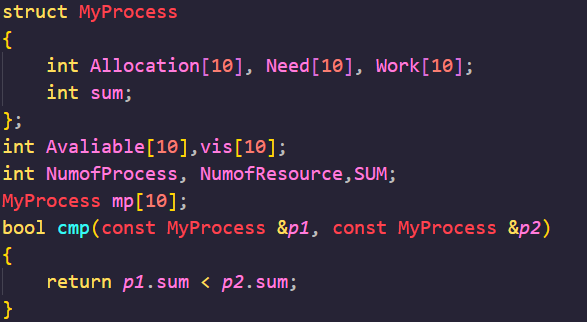 struct MyProcess
{
    int Allocation[10], Need[10], Work[10];
    int sum;
};
int Avaliable[10],vis[10];
int NumofProcess, NumofResource,SUM;
MyProcess mp[10];
bool cmp(const MyProcess &p1, const MyProcess &p2)
{
    return p1.sum < p2.sum;
}